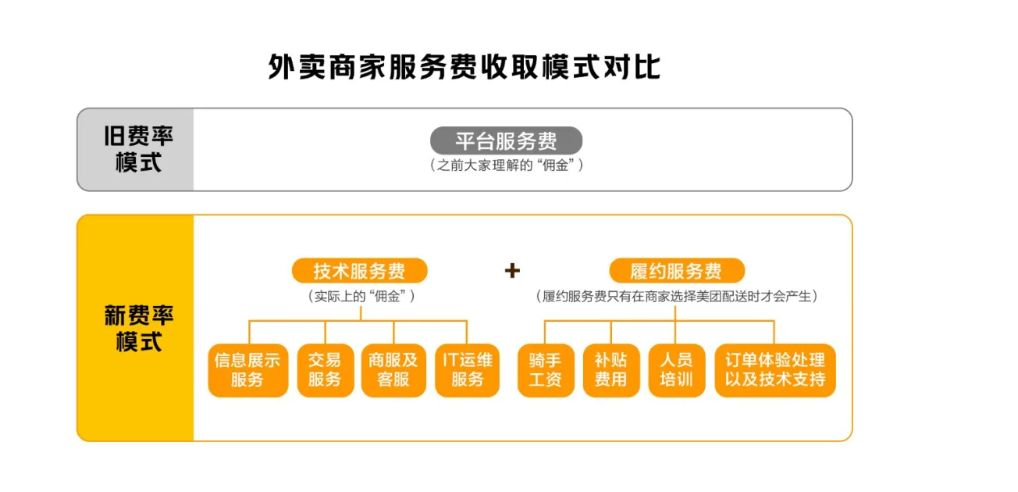 外卖商家服务费收取模式对比
旧费率
模式
平台服务费
（之前大家理解的“佣金”）
新费率
模式
技术服务费
+
履约服务费
（实际上的“佣金”）
（履约服务费只有在商家选择美团配送时才会产生）
信息展示
服务
交易
服务
商服及
客服
IT运维
服务
骑手
工资
补贴
费用
人员
培训
订单体验处理
以及技术支持